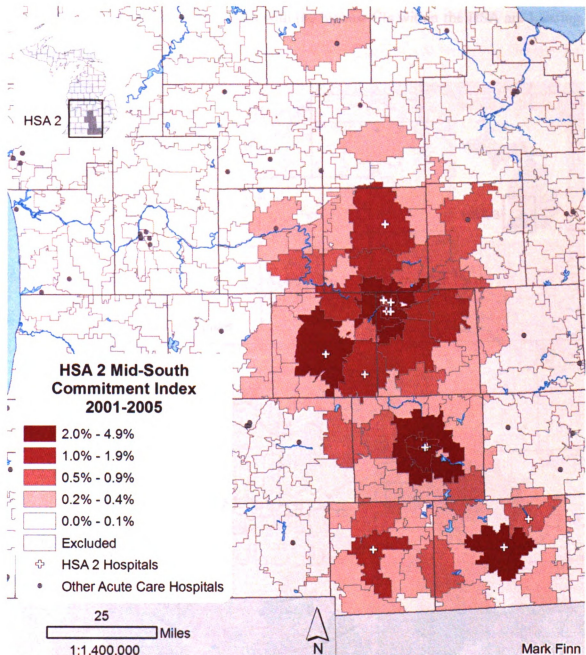 HSA 2
HSA 2 Mid-South
Commitment Index
2001-2005
2.0% - 4.9%
1.0% - 1.9%
0.5% - 0.9%
0.2% - 0.4%
0.0% - 0.1%
Excluded
HSA 2 Hospitals
Other Acute Care Hospitals
25
Miles
1:1,400,000
N
Mark Finn